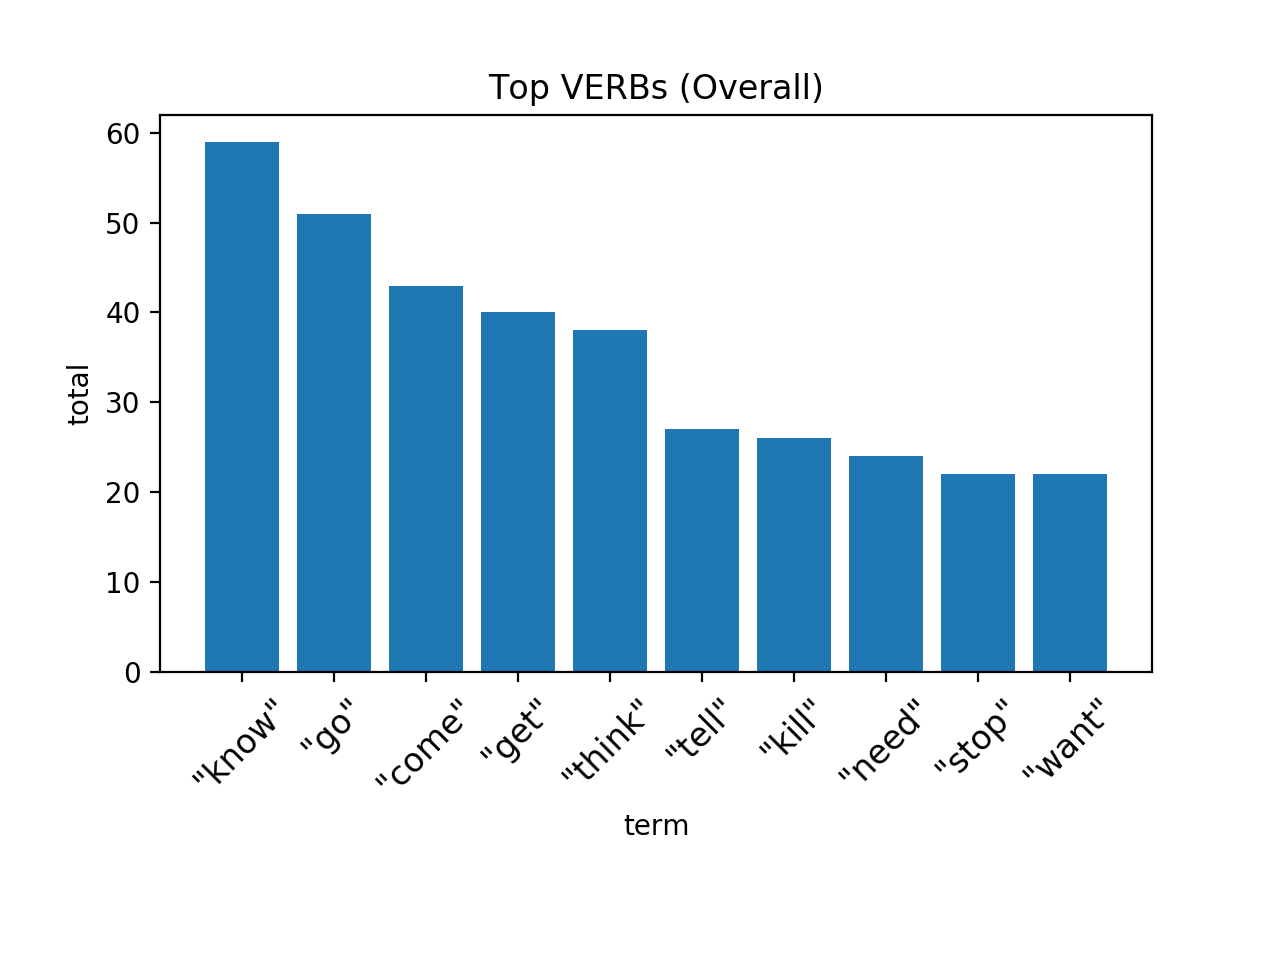 Top VERBs (Overall)
total
60
50
40
30
20
10
0
"know" "go" "come" "get" "think" "tell" "kill" "need" "stop" "want"
term